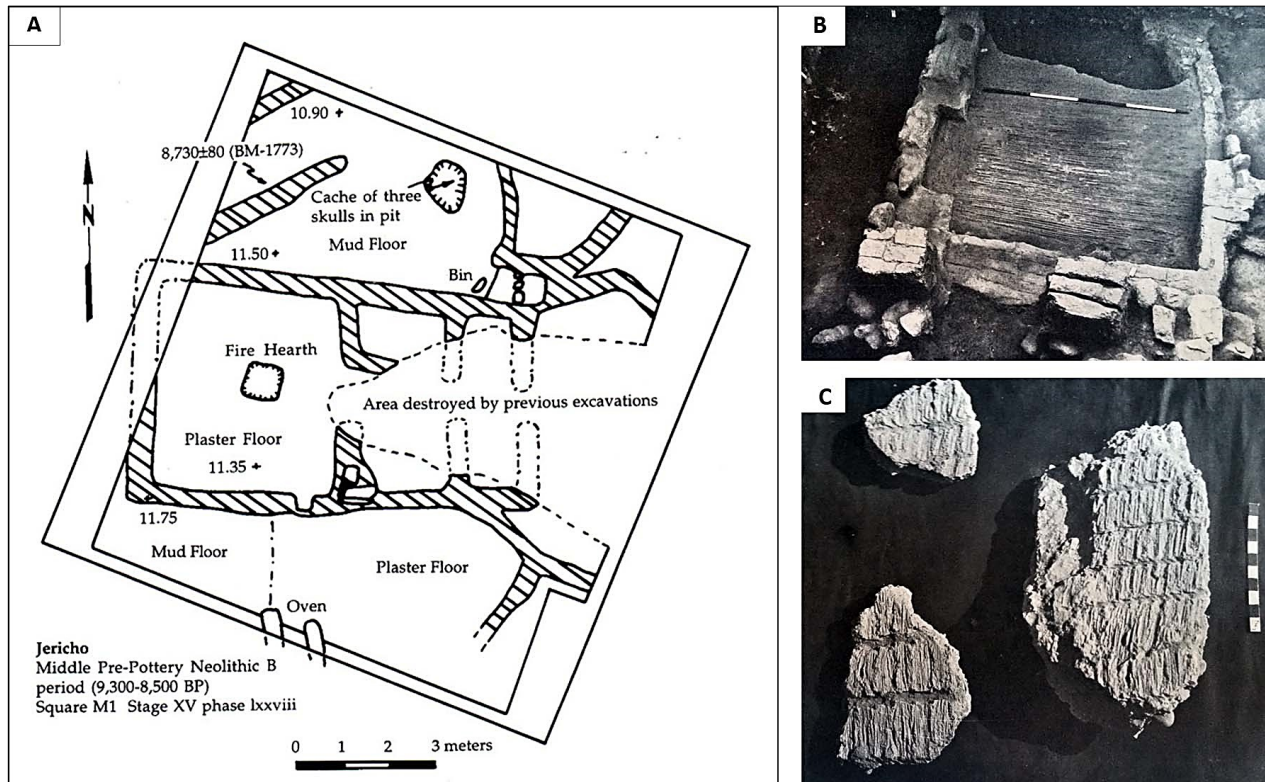 A
10.90
8,730±80 (BM-1773)
Cache of three
skulls in pit
Mud Floor
N
11.50
Bin
Fire Hearth
Area destroyed by previous excavations
Plaster Floor
11.35
11.75
Mud Floor
Plaster Floor
Oven
Jericho
Middle Pre-Pottery Neolithic B
period (9,300-8,500 BP)
Square M1 Stage XV phase lxxviii
0 1 2 3 meters
B
C